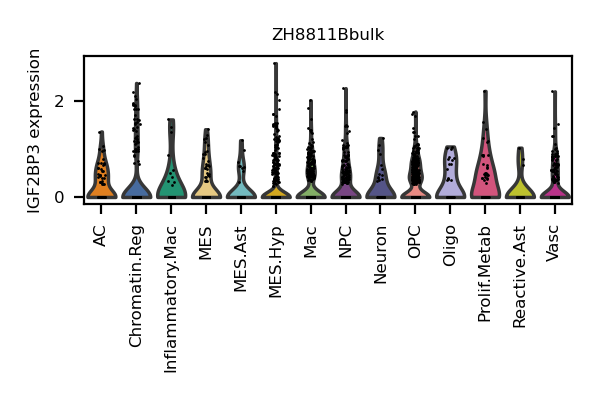 ZH8811Bbulk
IGF2BP3 expression
2
0
AC
Chromatin.Reg
Inflammatory.Mac
MES
MES.Ast
MES.Hyp
Mac
NPC
Neuron
OPC
Oligo
Prolif.Metab
Reactive.Ast
Vasc